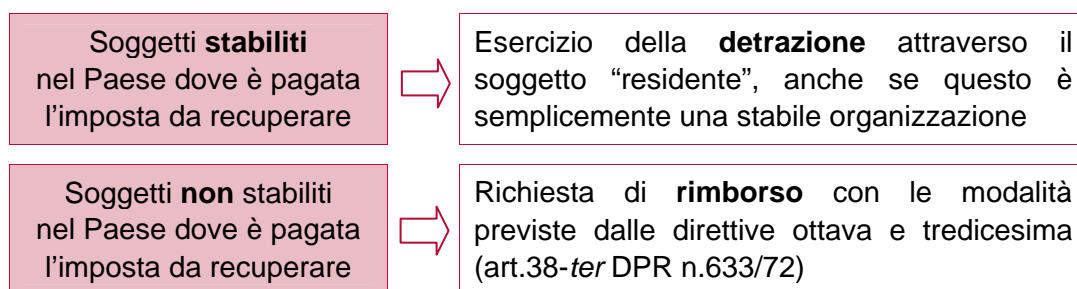 Soggetti stabiliti
nel Paese dove è pagata
l'imposta da recuperare
Esercizio della detrazione attraverso il
soggetto “residente”, anche se questo è
semplicemente una stabile organizzazione
Soggetti non stabiliti
nel Paese dove è pagata
l'imposta da recuperare
Richiesta di rimborso con le modalità
previste dalle direttive ottava e tredicesima
(art.38-ter DPR n.633/72)